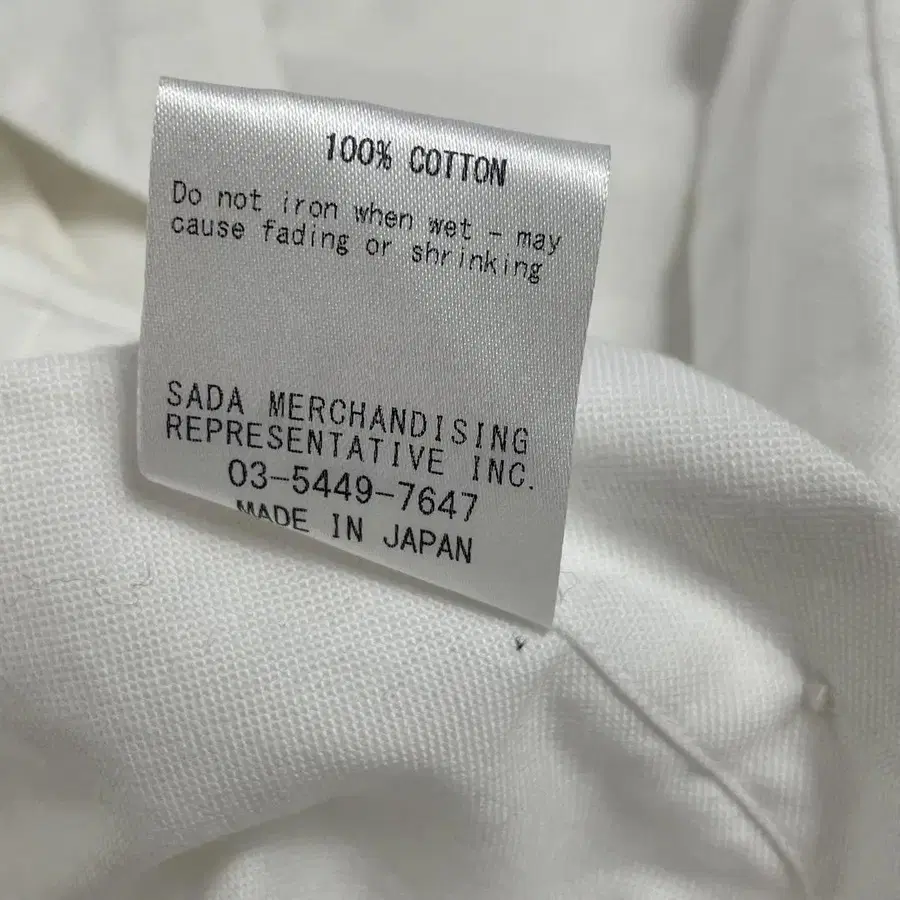 100% COTTON
Do not iron when wet – may
cause fading or shrinking
SADA MERCHANDISING
REPRESENTATIVE INC.
03-5449-7647
MADE IN JAPAN